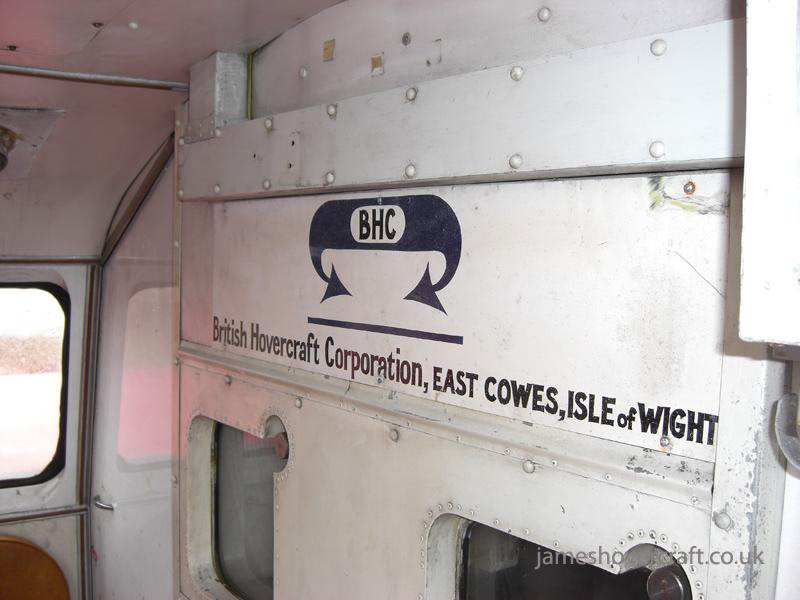 BHC
British Hovercraft Corporation, EAST COWES, ISLE of WIGHT
jameshovercraft.co.uk